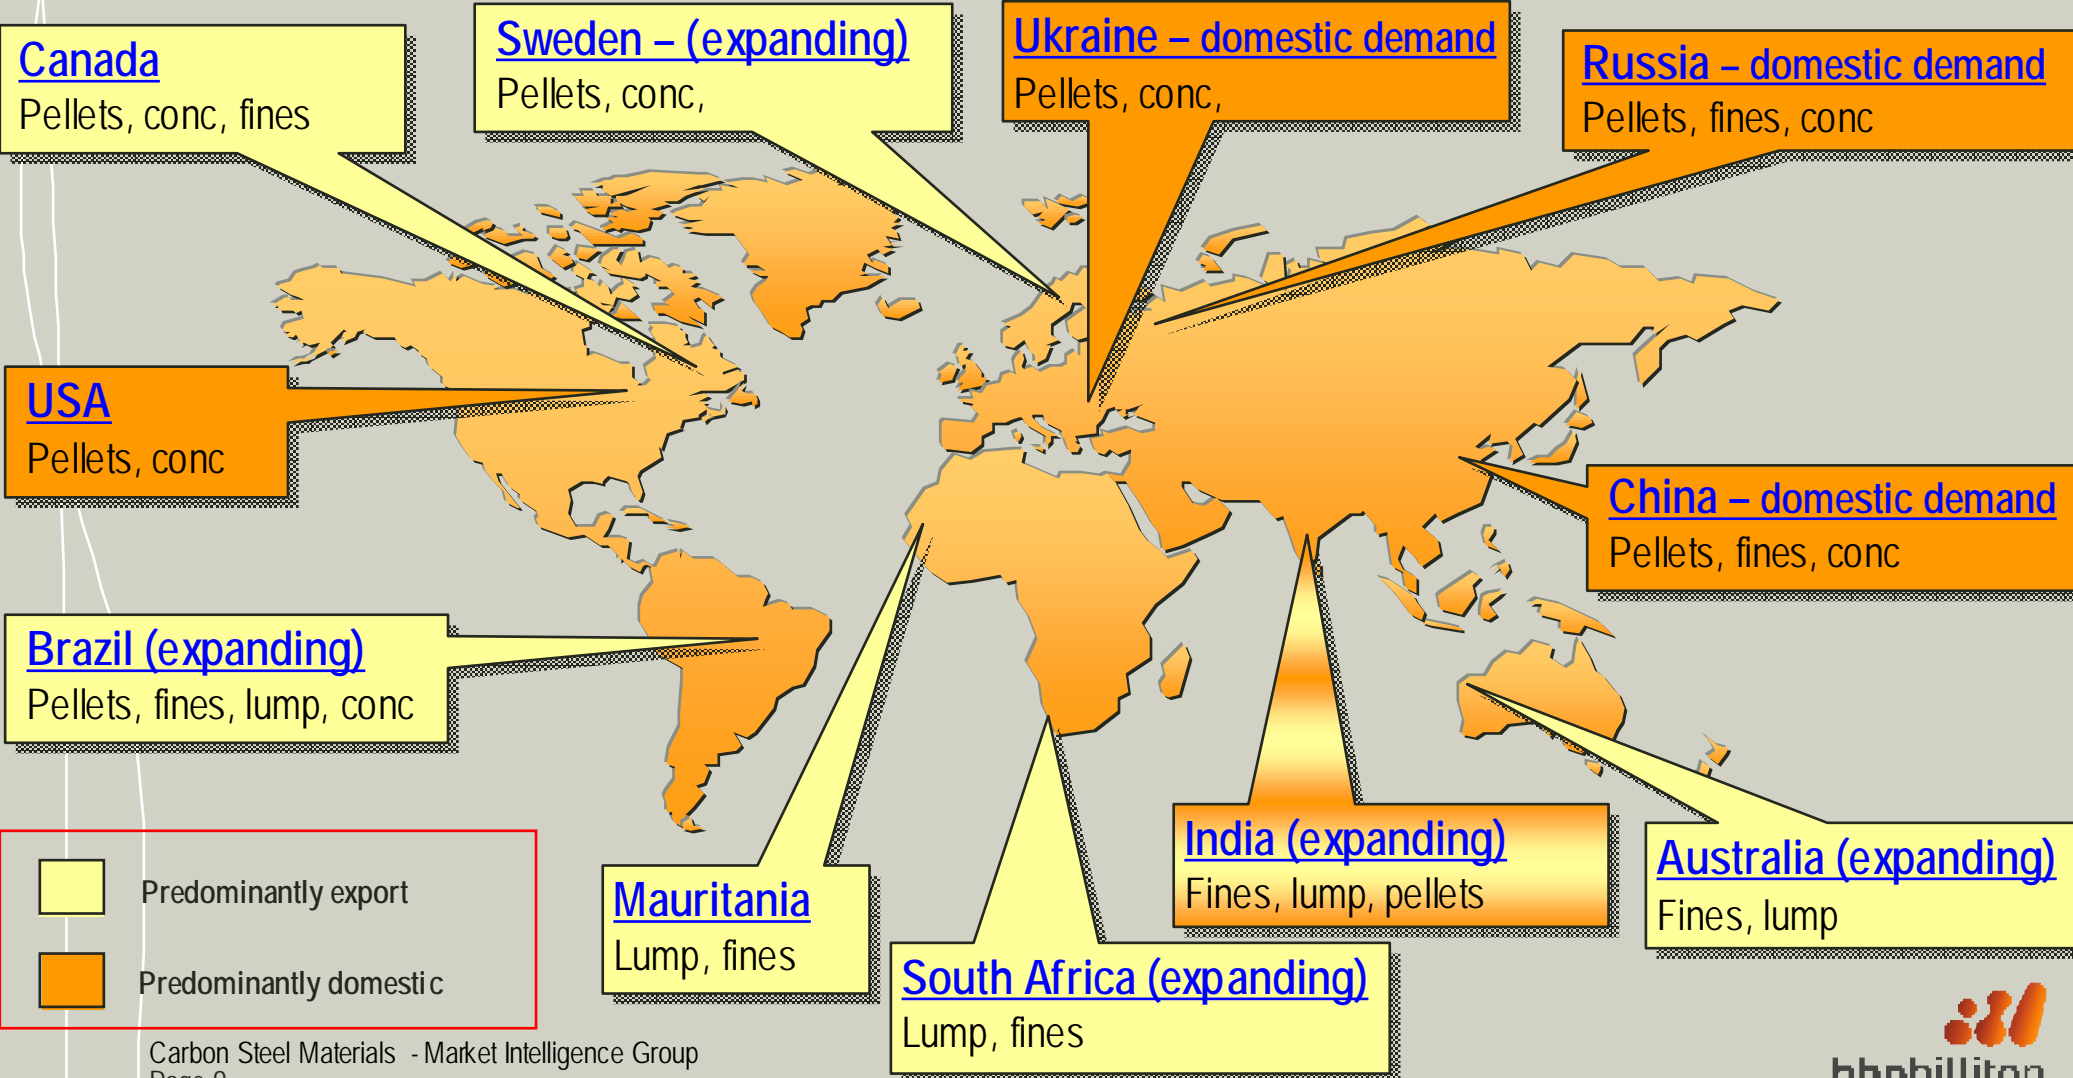 Canada
Pellets, conc, fines
Sweden – (expanding)
Pellets, conc,
Ukraine – domestic demand
Pellets, conc,
Russia – domestic demand
Pellets, fines, conc
USA
Pellets, conc
China – domestic demand
Pellets, fines, conc
Brazil (expanding)
Pellets, fines, lump, conc
India (expanding)
Fines, lump, pellets
Australia (expanding)
Fines, lump
Mauritania
Lump, fines
South Africa (expanding)
Lump, fines
Predominantly export
Predominantly domestic
Carbon Steel Materials - Market Intelligence Group
Page
bhpbilliton